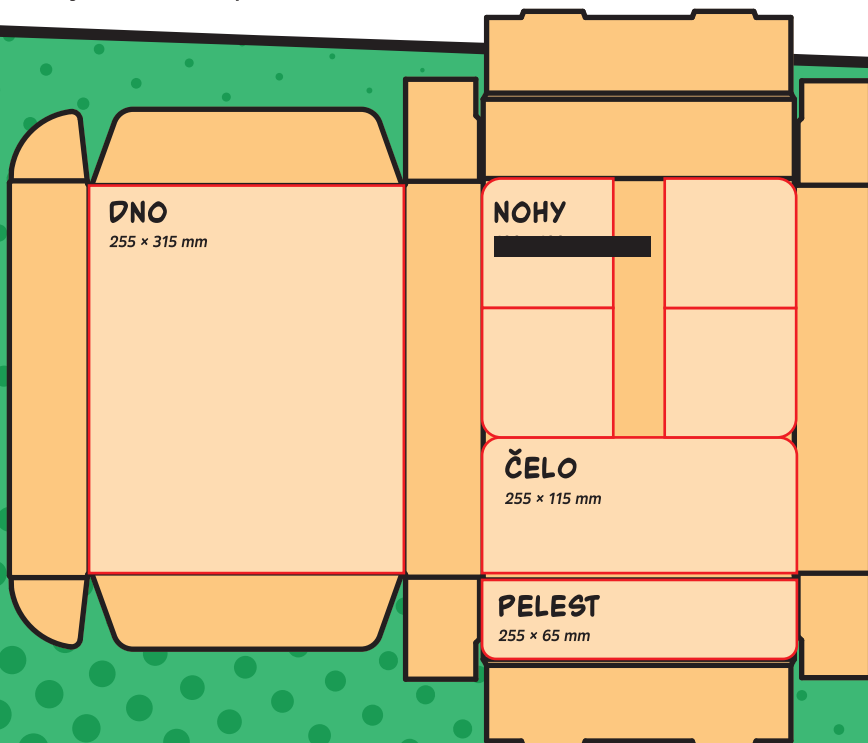 DNO
255 × 315 mm
NOHY
ČELO
255 × 115 mm
PELEST
255 × 65 mm